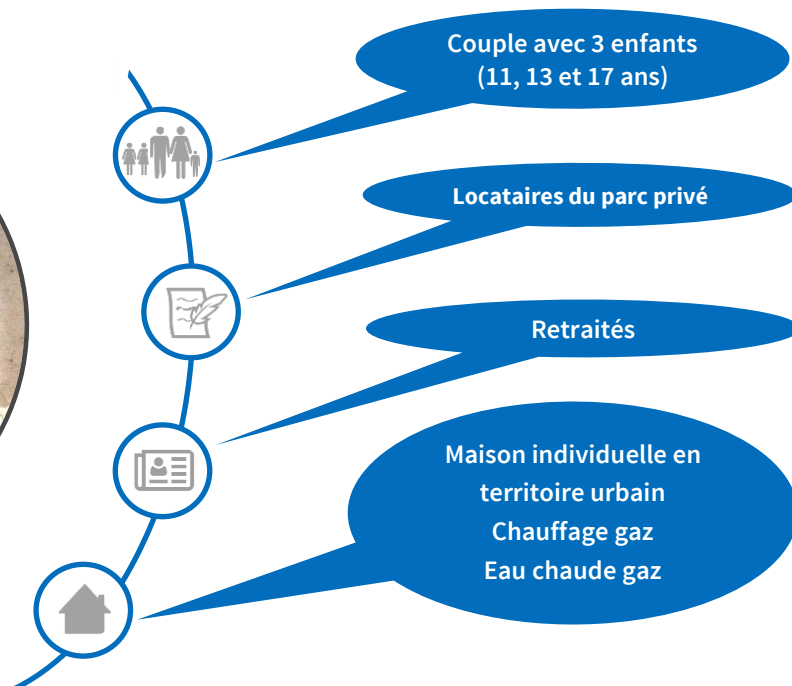 Couple avec 3 enfants
(11, 13 et 17 ans)
Locataires du parc privé
Retraités
Maison individuelle en
territoire urbain
Chauffage gaz
Eau chaude gaz